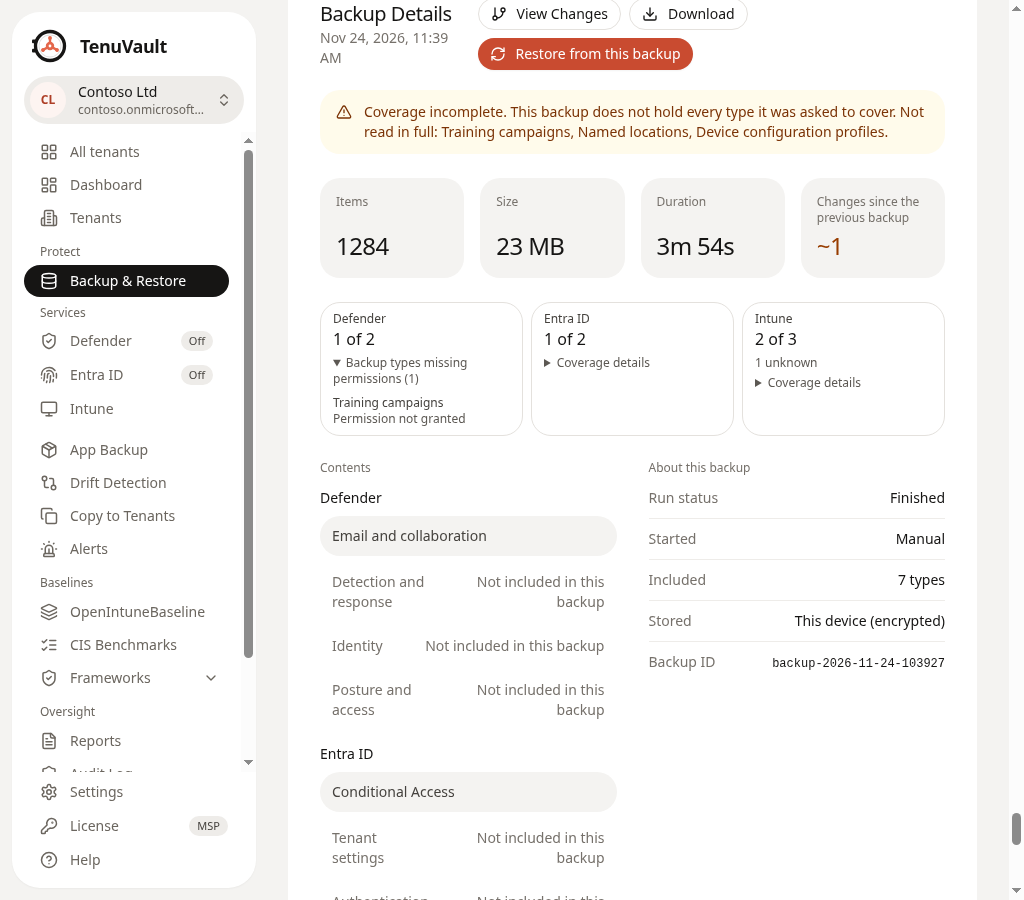 TenuVault
CL
Contoso Ltd
contoso.onmicrosoft...
All tenants
Dashboard
Tenants
Protect
Backup & Restore
Services
Defender
Off
Entra ID
Off
Intune
App Backup
Drift Detection
Copy to Tenants
Alerts
Baselines
OpenIntuneBaseline
CIS Benchmarks
Frameworks
Oversight
Reports
Audit Log
Settings
License
MSP
Help
Backup Details
Nov 24, 2026, 11:39
AM
View Changes
Download
Restore from this backup
Coverage incomplete. This backup does not hold every type it was asked to cover. Not
read in full: Training campaigns, Named locations, Device configuration profiles.
Items
1284
Size
23 MB
Duration
3m 54s
Changes since the
previous backup
~1
Defender
1 of 2
Backup types missing
permissions (1)
Training campaigns
Permission not granted
Entra ID
1 of 2
Coverage details
Intune
2 of 3
1 unknown
Coverage details
Contents
Defender
Email and collaboration
Detection and
response
Not included in this
backup
Identity
Not included in this backup
Posture and
access
Not included in this
backup
Entra ID
Conditional Access
Tenant
settings
Not included in this
backup
Authentication
Not included in this
About this backup
Run status
Finished
Started
Manual
Included
7 types
Stored
This device (encrypted)
Backup ID
backup-2026-11-24-103927